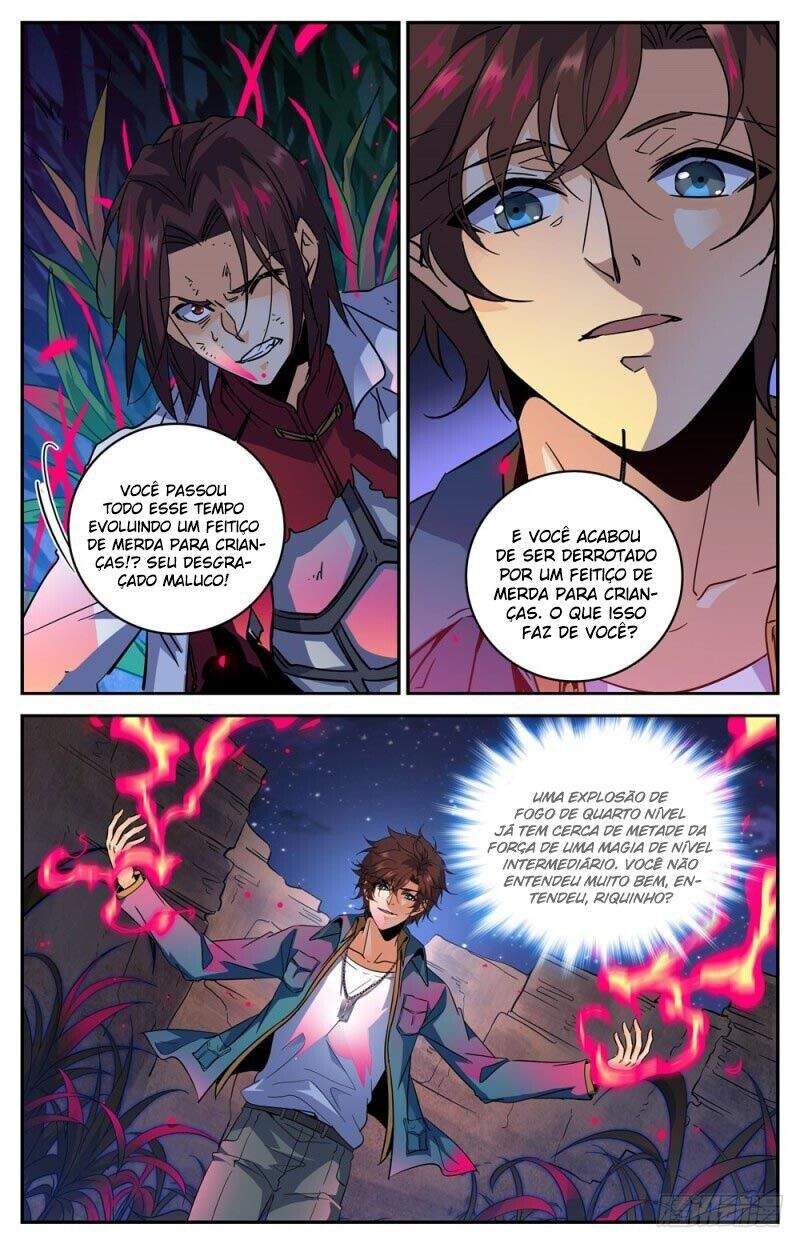 VOCÊ PASSOU
TODO ESSE TEMPO
EVOLUINDO UM FEITIÇO
DE MERDA PARA CRIAN-
ÇAS!? SEU DESGRA-
ÇADO MALUCO!
E VOCÊ ACABOU
DE SER DERROTADO
POR UM FEITIÇO DE
MERDA PARA CRIAN-
ÇAS. O QUE ISSO
FAZ DE VOCÊ?
UMA EXPLOSÃO DE
FOGO DE QUARTO NÍVEL
JÁ TEM CERCA DE METADE DA
FORÇA DE UMA MAGIA DE NÍVEL
INTERMEDIÁRIO. VOCÊ NÃO
ENTENDEU MUITO BEM, EN-
TENDEU, RIQUINHO?